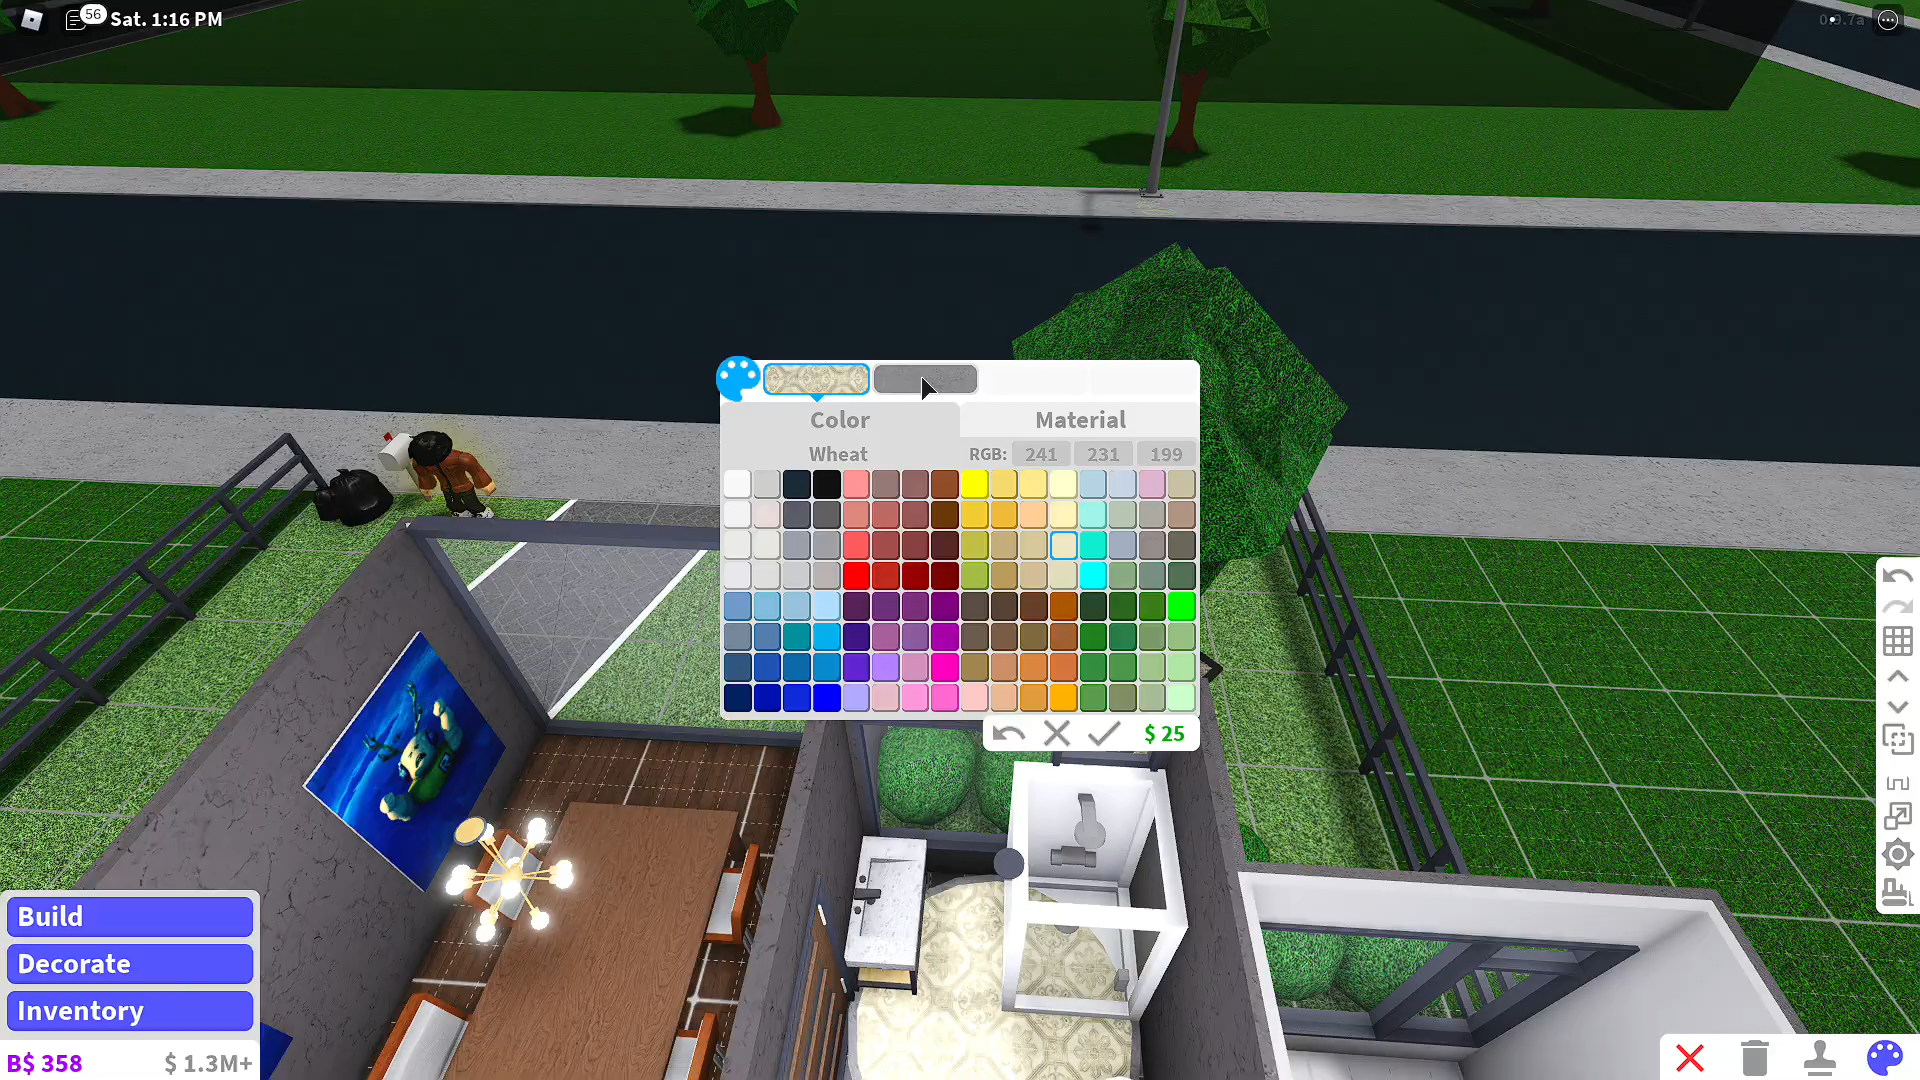 56
Sat. 1:16 PM
Color
Material
Wheat
RGB:
241
231
199
$ 25
Build
Decorate
Inventory
B$ 358
$ 1.3M+